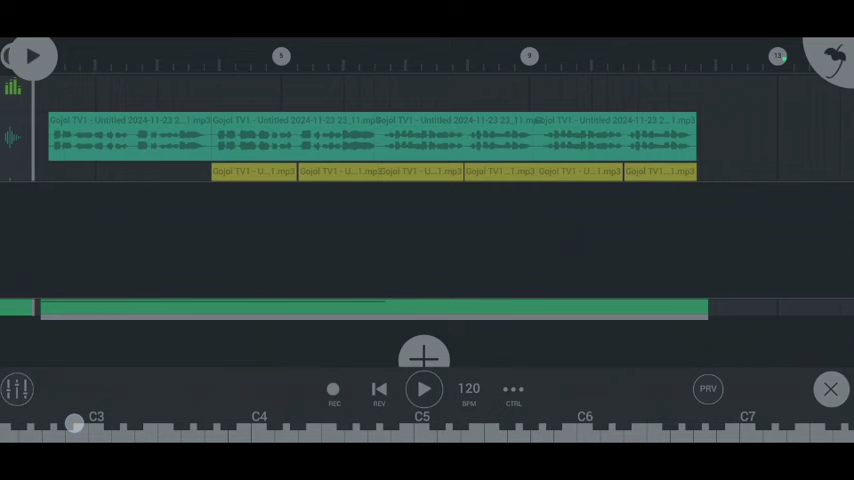 5 9 13
Gojol TV1 - Untitled 2024-11-23 2...1.mp3 Gojol TV1 - Untitled 2024-11-23 23_11.mp3 Gojol TV1 - Untitled 2024-11-23 23_11.mp3 Gojol TV1 - Untitled 2024-11-23 2...1.mp3
Gojol TV1 - U...1.mp3 Gojol TV1 - U...1.mp3 Gojol TV1 - U...1.mp3 Gojol TV1...1.mp3 Gojol TV1 - U...1.mp3 Gojol TV1...1.mp3
120 PRV
REC REV BPM CTRL
C3 C4 C5 C6 C7